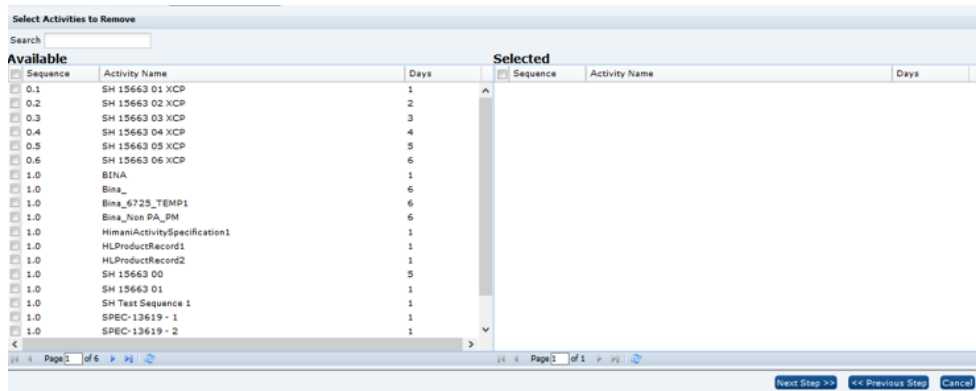 Select Activities to Remove
Search
Available Selected
Sequence Activity Name Days Sequence Activity Name Days
0.1 SH 15663 01 XCP 1
0.2 SH 15663 02 XCP 2
0.3 SH 15663 03 XCP 3
0.4 SH 15663 04 XCP 4
0.5 SH 15663 05 XCP 5
0.6 SH 15663 06 XCP 6
1.0 BINA 1
1.0 Bina_ 6
1.0 Bina_6725_TEMP1 6
1.0 Bina_Non PA_PM 6
1.0 HimaniActivitySpecification1 1
1.0 HLProductRecord1 1
1.0 HLProductRecord2 1
1.0 SH 15663 00 5
1.0 SH 15663 01 1
1.0 SH Test Sequence 1 1
1.0 SPEC-13619 - 1 1
1.0 SPEC-13619 - 2 1
Page 1 of 6 Page 1 of 1
Next Step >> << Previous Step Cancel